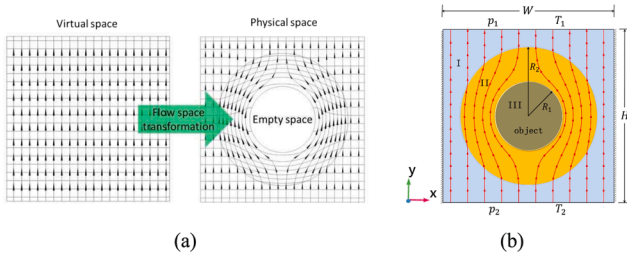 Virtual space
Physical space
Flow space
transformation
Empty space
(a)
W
p₁
T₁
I
II
R₂
III
R₁
object
H
y
x
p₂
T₂
(b)